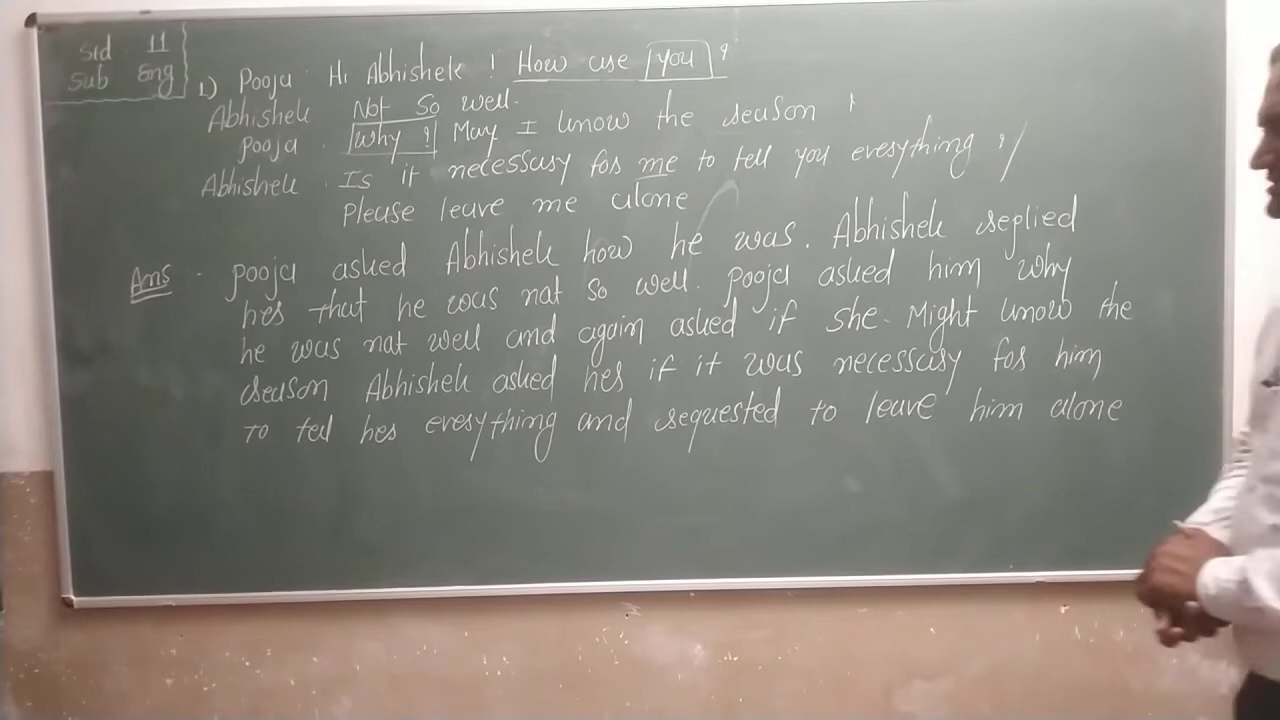 Std 11
Sub Eng
1) Pooja : Hi Abhishek ! How are you ?
Abhishek Not so well.
Pooja . Why ? May I know the reason ?
Abhishek . Is it necessary for me to tell you everything ?
Please leave me alone
Ans . Pooja asked Abhishek how he was. Abhishek replied
her that he was not so well. Pooja asked him why
he was not well and again asked if she Might know the
reason Abhishek asked her if it was necessary for him
to tell her everything and requested to leave him alone